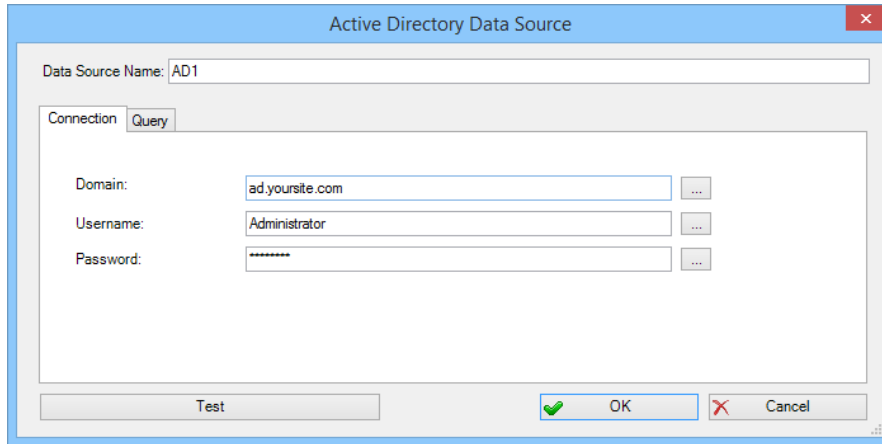 Active Directory Data Source
Data Source Name: AD1
Connection Query
Domain: ad.yoursite.com ...
Username: Administrator ...
Password: ******** ...
Test OK Cancel